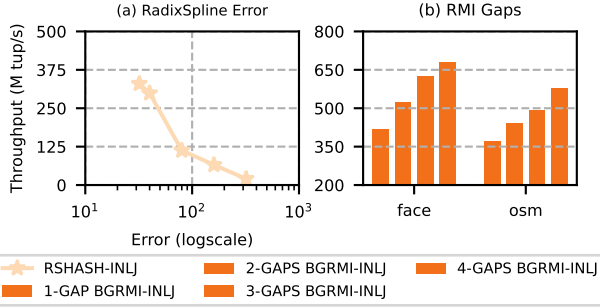 (a) RadixSpline Error
(b) RMI Gaps
Throughput (M tup/s)
500
375
250
125
0
10^1
10^2
10^3
Error (logscale)
800
650
500
350
200
face
osm
RSHASH-INLJ
2-GAPS BGRMI-INLJ
4-GAPS BGRMI-INLJ
1-GAP BGRMI-INLJ
3-GAPS BGRMI-INLJ